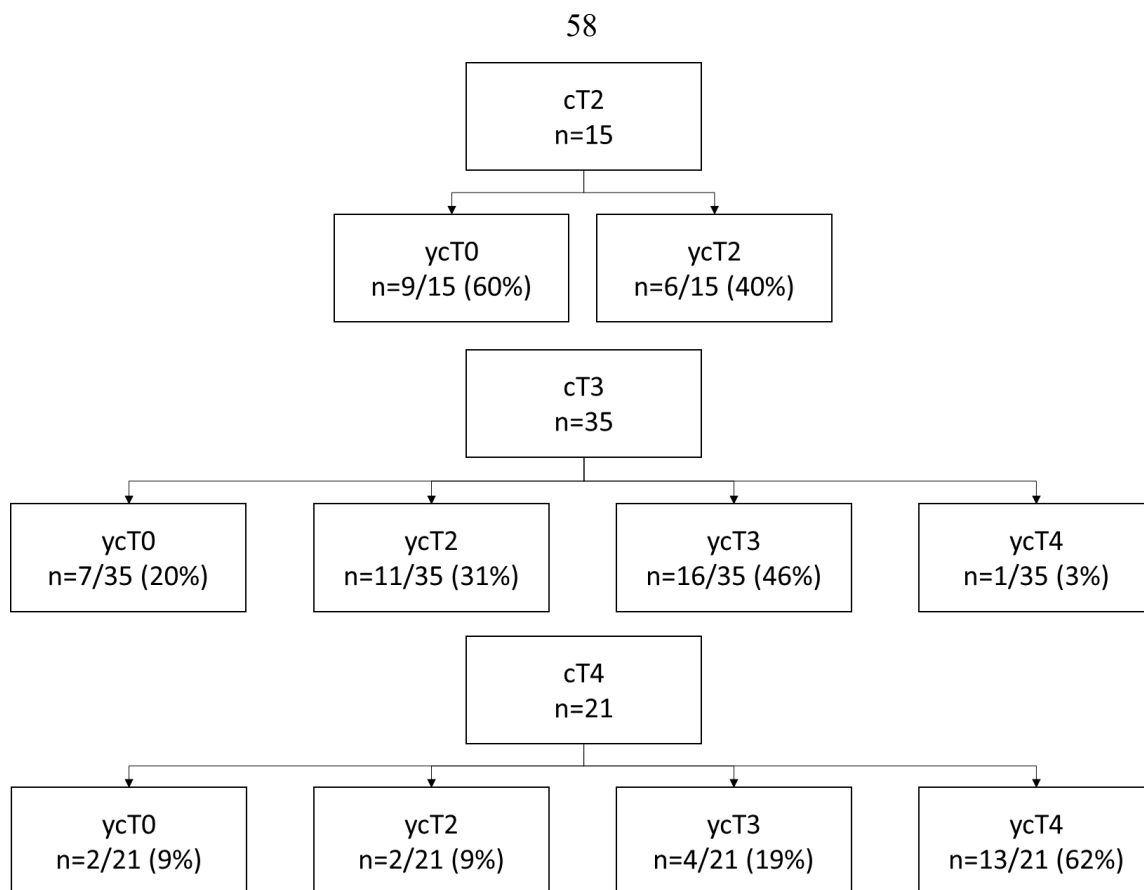 58
cT2
n=15
ycT0
n=9/15 (60%)
ycT2
n=6/15 (40%)
cT3
n=35
ycT0
n=7/35 (20%)
ycT2
n=11/35 (31%)
ycT3
n=16/35 (46%)
ycT4
n=1/35 (3%)
cT4
n=21
ycT0
n=2/21 (9%)
ycT2
n=2/21 (9%)
ycT3
n=4/21 (19%)
ycT4
n=13/21 (62%)